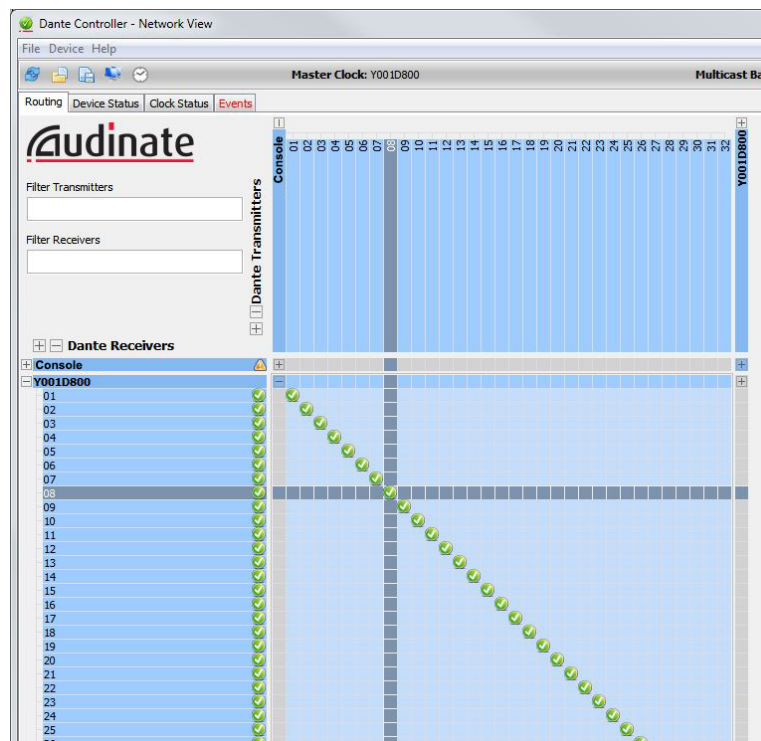 Dante Controller - Network View
File Device Help
Master Clock: Y001D800 Multicast Ba
Routing Device Status Clock Status Events
Audinate
Filter Transmitters
Filter Receivers
Dante Transmitters
Console 01 02 03 04 05 06 07 08 09 10 11 12 13 14 15 16 17 18 19 20 21 22 23 24 25 26 27 28 29 30 31 32 Y001D800
Dante Receivers
Console
Y001D800
01
02
03
04
05
06
07
08
09
10
11
12
13
14
15
16
17
18
19
20
21
22
23
24
25